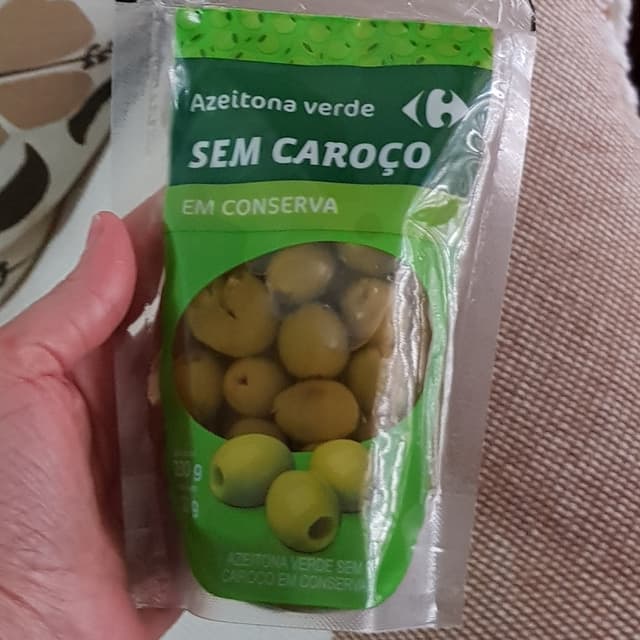 Azeitona verde
SEM CAROÇO
EM CONSERVA
g
g
AZEITONA VERDE SEM
CAROÇO EM CONSERVA